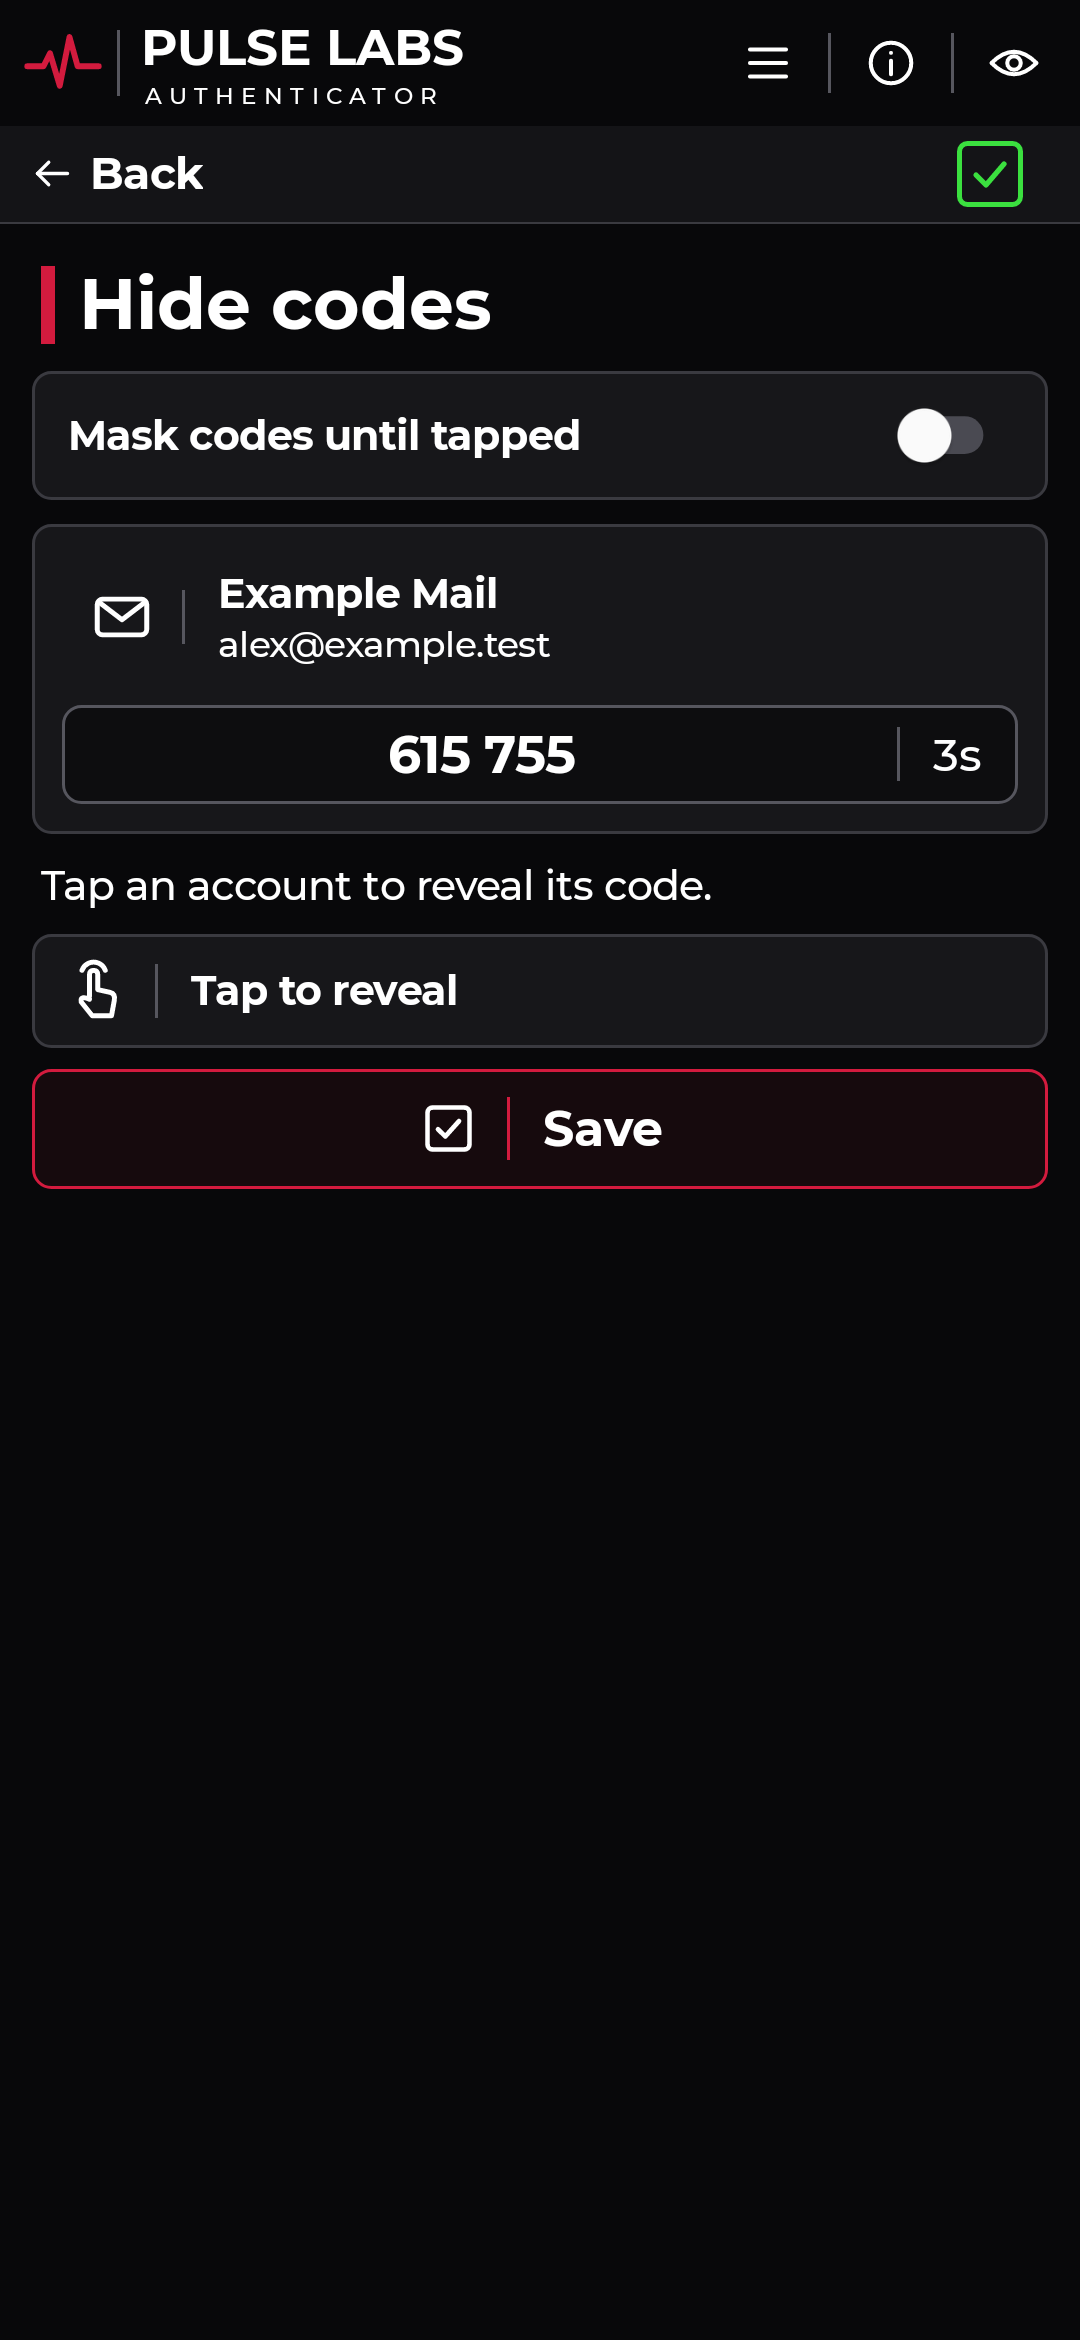 PULSE LABS
AUTHENTICATOR
Back
Hide codes
Mask codes until tapped
Example Mail
alex@example.test
615 755
3s
Tap an account to reveal its code.
Tap to reveal
Save